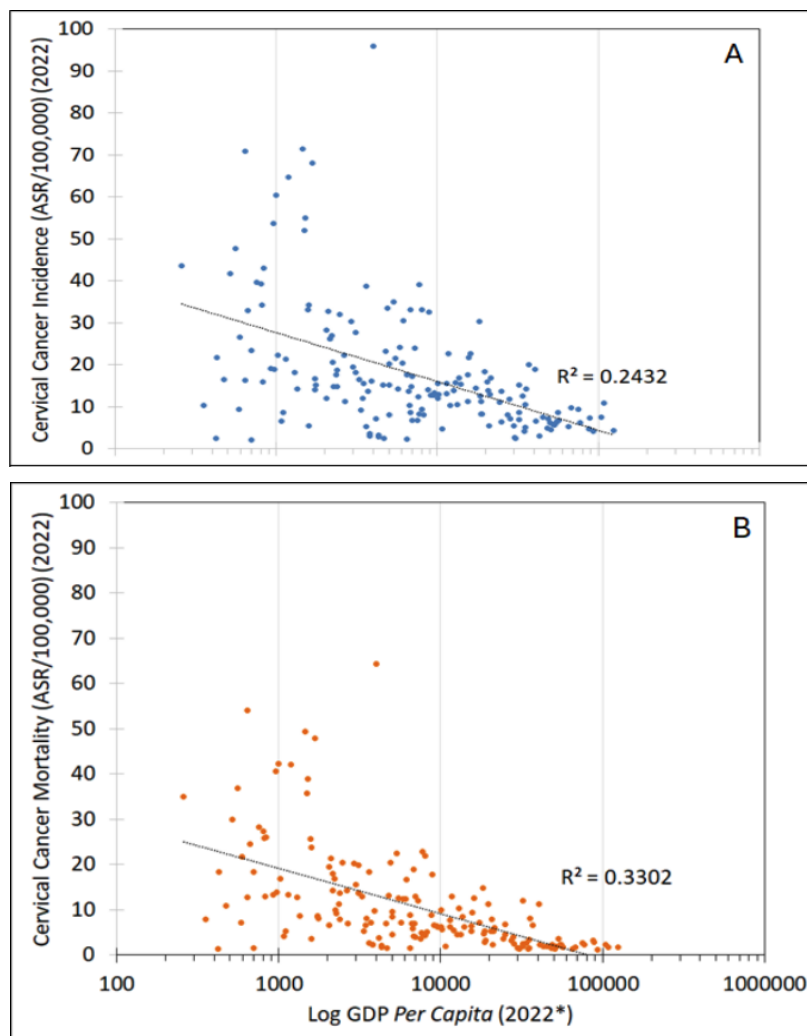 A
Cervical Cancer Incidence (ASR/100,000) (2022)
100
90
80
70
60
50
40
30
20
10
0
R² = 0.2432
B
Cervical Cancer Mortality (ASR/100,000) (2022)
100
90
80
70
60
50
40
30
20
10
0
R² = 0.3302
100 1000 10000 100000 1000000
Log GDP Per Capita (2022*)